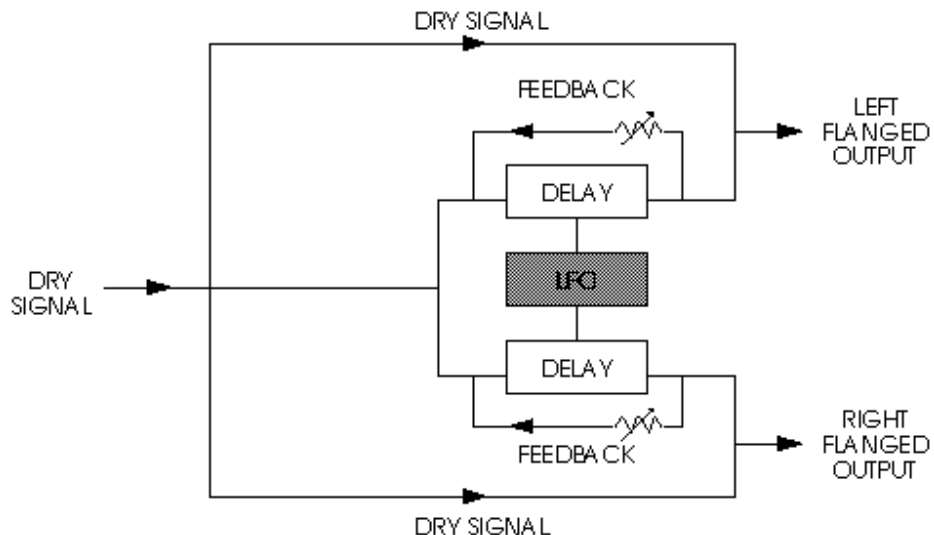 DRY SIGNAL
FEEDBACK
LEFT
FLANGED
OUTPUT
DELAY
DRY
SIGNAL
LFO
DELAY
FEEDBACK
RIGHT
FLANGED
OUTPUT
DRY SIGNAL